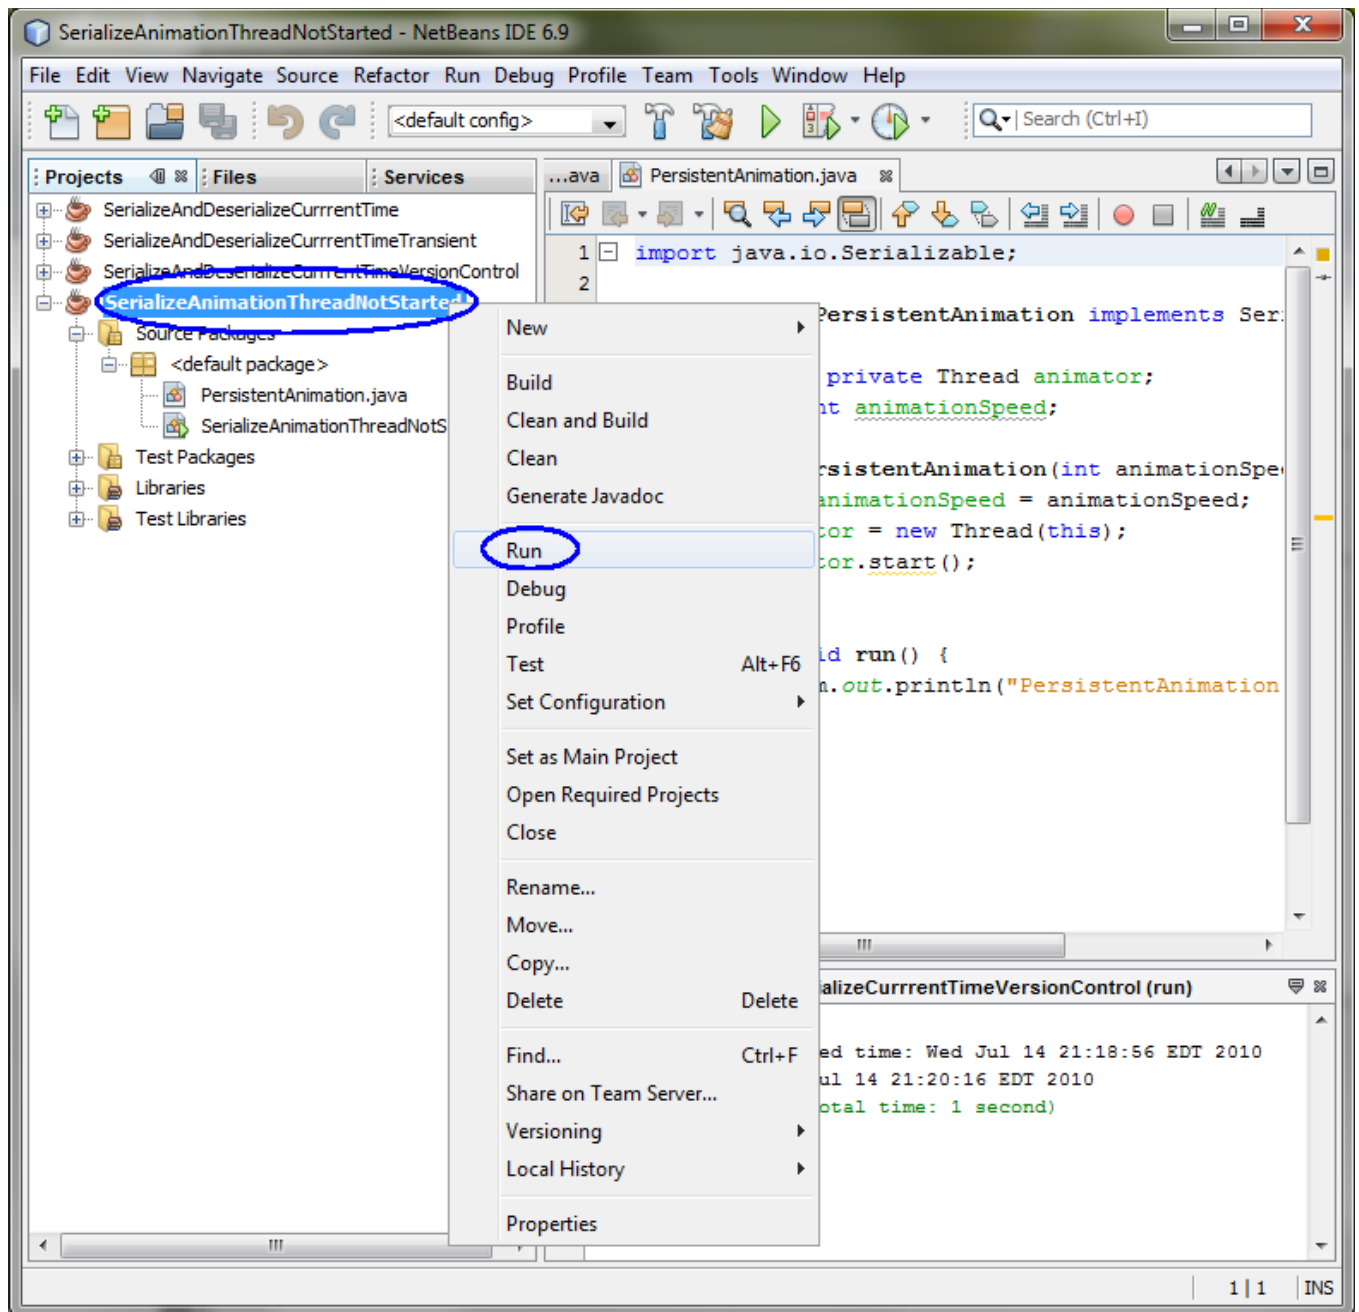 SerializeAnimationThreadNotStarted - NetBeans IDE 6.9
File Edit View Navigate Source Refactor Run Debug Profile Team Tools Window Help
<default config>
Search (Ctrl+I)
Projects Files Services
...ava PersistentAnimation.java
SerializeAndDeserializeCurrrentTime
SerializeAndDeserializeCurrrentTimeTransient
SerializeAndDeserializeCurrrentTimeVersionControl
SerializeAnimationThreadNotStarted
Source Packages
<default package>
PersistentAnimation.java
SerializeAnimationThreadNotS
Test Packages
Libraries
Test Libraries
New
Build
Clean and Build
Clean
Generate Javadoc
Run
Debug
Profile
Test Alt+F6
Set Configuration
Set as Main Project
Open Required Projects
Close
Rename...
Move...
Copy...
Delete Delete
Find... Ctrl+F
Share on Team Server...
Versioning
Local History
Properties
1 import java.io.Serializable;
2
PersistentAnimation implements Ser
private Thread animator;
nt animationSpeed;
rsistentAnimation(int animationSpe
animationSpeed = animationSpeed;
tor = new Thread(this);
tor.start();
id run() {
m.out.println("PersistentAnimation
ializeCurrrentTimeVersionControl (run)
ed time: Wed Jul 14 21:18:56 EDT 2010
ul 14 21:20:16 EDT 2010
otal time: 1 second)
1|1 INS